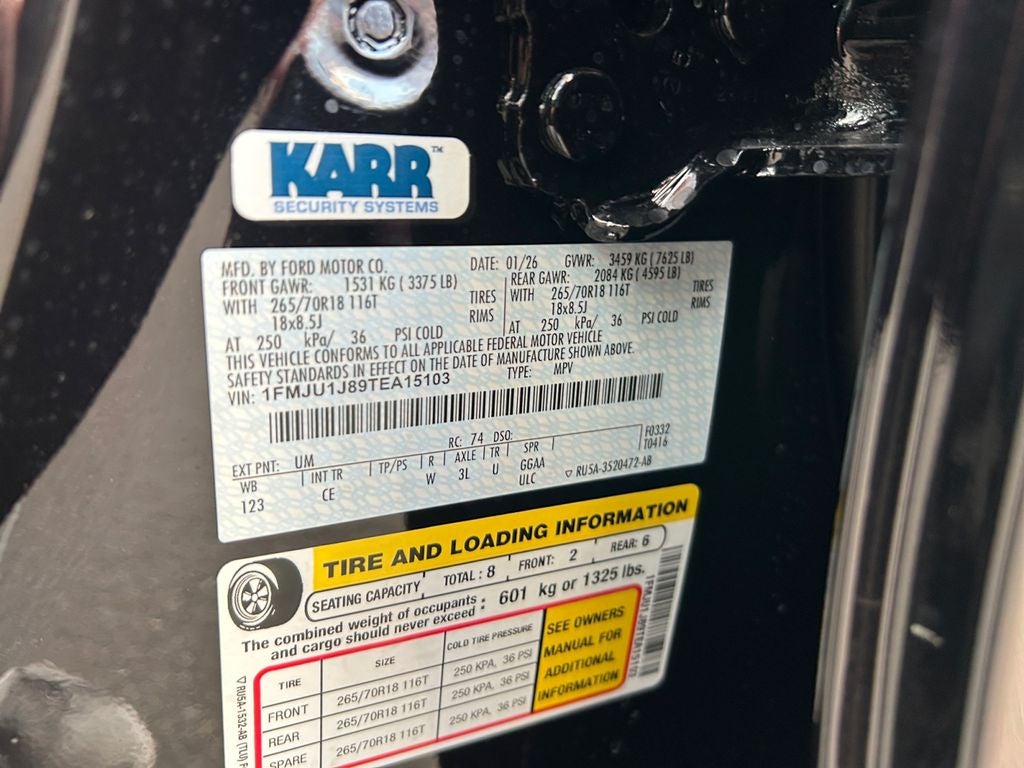 KARR™
SECURITY SYSTEMS
MFD. BY FORD MOTOR CO.
DATE: 01/26 GVWR: 3459 KG ( 7625 LB)
FRONT GAWR: 1531 KG ( 3375 LB)
REAR GAWR: 2084 KG ( 4595 LB)
WITH 265/70R18 116T TIRES
WITH 265/70R18 116T TIRES
18x8.5J RIMS
18x8.5J RIMS
AT 250 kPa/ 36 PSI COLD
AT 250 kPa/ 36 PSI COLD
THIS VEHICLE CONFORMS TO ALL APPLICABLE FEDERAL MOTOR VEHICLE
SAFETY STANDARDS IN EFFECT ON THE DATE OF MANUFACTURE SHOWN ABOVE.
VIN: 1FMJU1J89TEA15103 TYPE: MPV
F0332
T0416
EXT PNT: UM RC: 74 DSO:
WB INT TR TP/PS R AXLE TR SPR
123 CE W 3L U GGAA
ULC ▽ RU5A-3520472-AB
TIRE AND LOADING INFORMATION
SEATING CAPACITY TOTAL : 8 FRONT: 2 REAR: 6
The combined weight of occupants
and cargo should never exceed : 601 kg or 1325 lbs.
TIRE SIZE COLD TIRE PRESSURE
FRONT 265/70R18 116T 250 KPA, 36 PSI
REAR 265/70R18 116T 250 KPA, 36 PSI
SPARE 265/70R18 116T 250 KPA, 36 PSI
SEE OWNERS
MANUAL FOR
ADDITIONAL
INFORMATION
1FMJU1J89TEA15103
▽ RU5A-1532-AB (TLU)